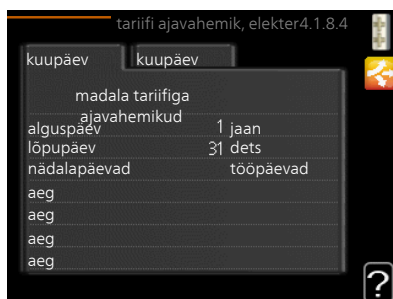 tariifi ajavahemik, elekter4.1.8.4
kuupäev kuupäev
madala tariifiga
ajavahemikud
alguspäev 1 jaan
lõpupäev 31 dets
nädalapäevad tööpäevad
aeg
aeg
aeg
aeg
?